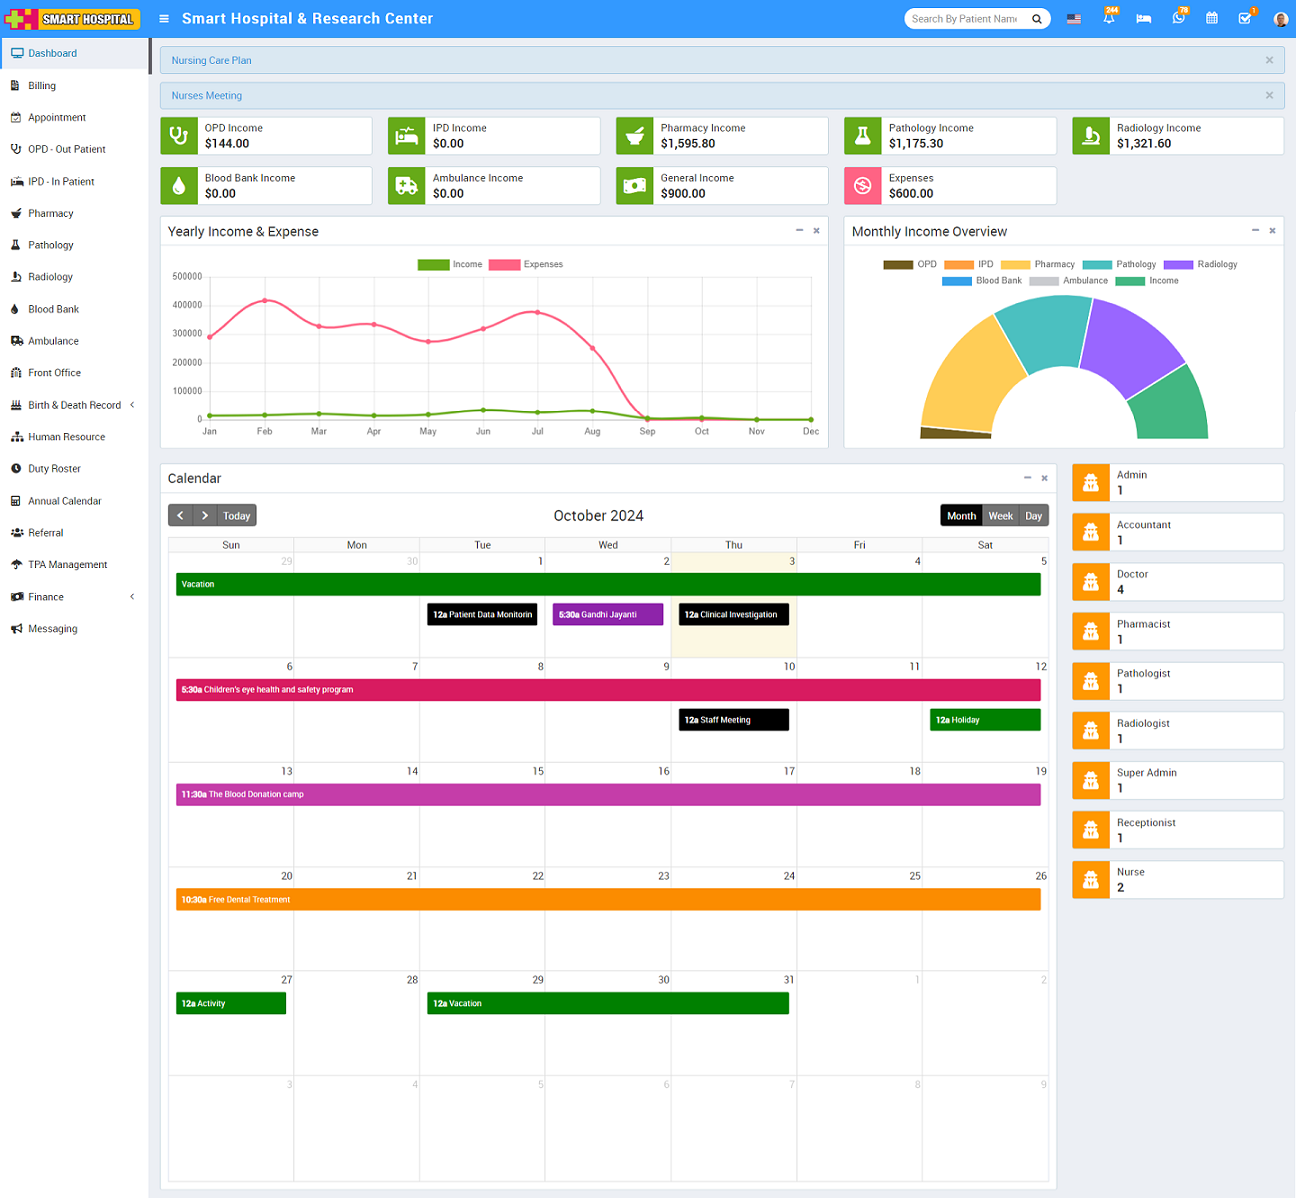 SMART HOSPITAL
Smart Hospital & Research Center
Search By Patient Name
244
78
1
Dashboard
Billing
Appointment
OPD - Out Patient
IPD - In Patient
Pharmacy
Pathology
Radiology
Blood Bank
Ambulance
Front Office
Birth & Death Record
Human Resource
Duty Roster
Annual Calendar
Referral
TPA Management
Finance
Messaging
Nursing Care Plan
Nurses Meeting
OPD Income
$144.00
IPD Income
$0.00
Pharmacy Income
$1,595.80
Pathology Income
$1,175.30
Radiology Income
$1,321.60
Blood Bank Income
$0.00
Ambulance Income
$0.00
General Income
$900.00
Expenses
$600.00
Yearly Income & Expense
Income Expenses
500000
400000
300000
200000
100000
0
Jan Feb Mar Apr May Jun Jul Aug Sep Oct Nov Dec
Monthly Income Overview
OPD IPD Pharmacy Pathology Radiology
Blood Bank Ambulance Income
Calendar
Today
October 2024
Month Week Day
Sun Mon Tue Wed Thu Fri Sat
29 30 1 2 3 4 5
Vacation
12a Patient Data Monitorin
5:30a Gandhi Jayanti
12a Clinical Investigation
6 7 8 9 10 11 12
5:30a Children's eye health and safety program
12a Staff Meeting
12a Holiday
13 14 15 16 17 18 19
11:30a The Blood Donation camp
20 21 22 23 24 25 26
10:30a Free Dental Treatment
27 28 29 30 31 1 2
12a Activity
12a Vacation
3 4 5 6 7 8 9
Admin
1
Accountant
1
Doctor
4
Pharmacist
1
Pathologist
1
Radiologist
1
Super Admin
1
Receptionist
1
Nurse
2